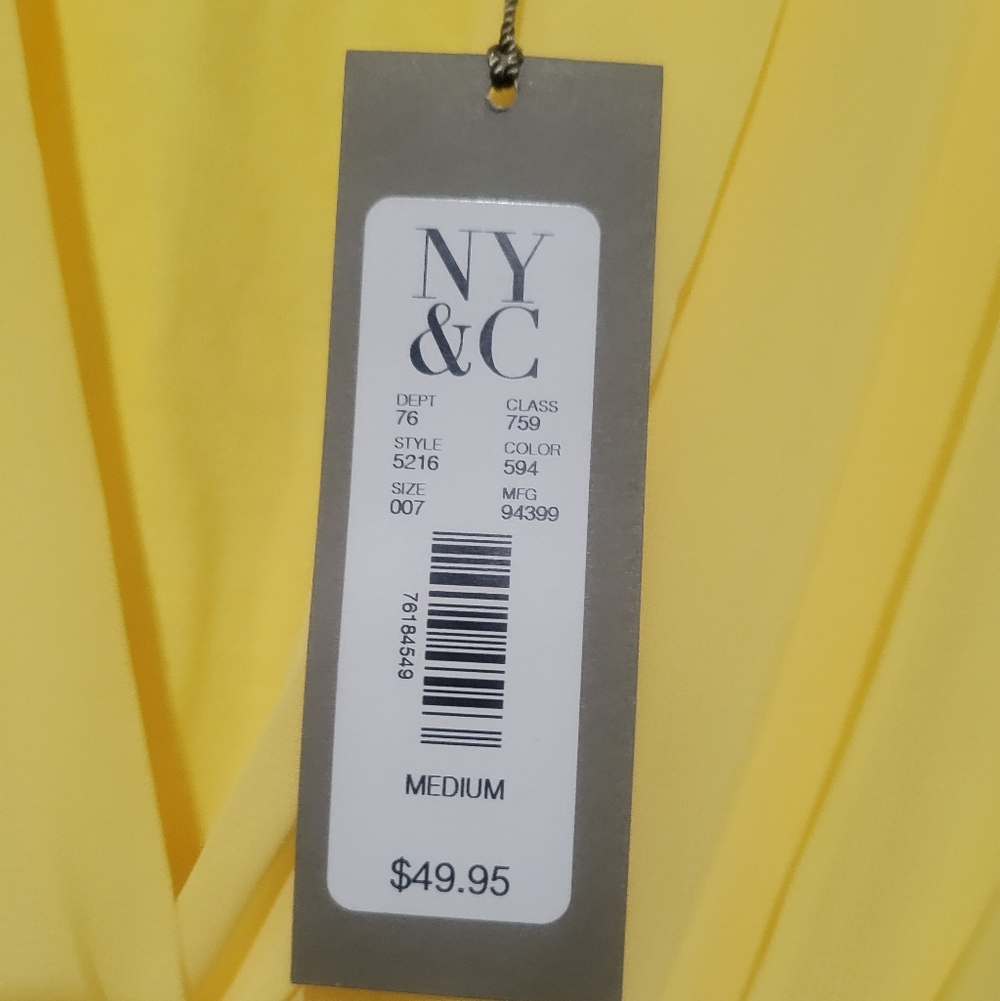 NY
&C
DEPT CLASS
76 759
STYLE COLOR
5216 594
SIZE MFG
007 94399
76184549
MEDIUM
$49.95